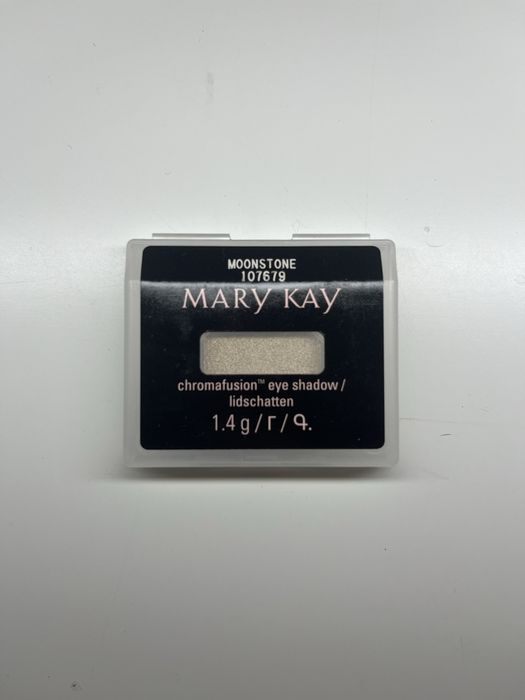 MOONSTONE
107679
MARY KAY
chromafusion™ eye shadow /
lidschatten
1.4 g / г / գ.